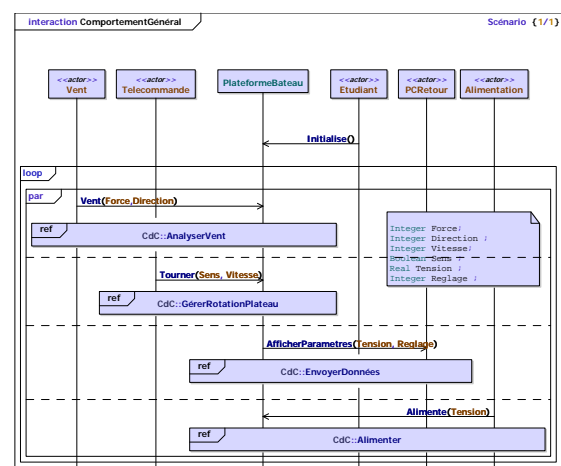 interaction ComportementGénéral
Scénario {1/1}
<<actor>>
Vent
<<actor>>
Telecommande
PlateformeBateau
<<actor>>
Etudiant
<<actor>>
PCRetour
<<actor>>
Alimentation
Initialise()
loop
par
Vent(Force,Direction)
ref
CdC::AnalyserVent
Integer Force;
Integer Direction ;
Integer Vitesse;
Boolean Sens ;
Real Tension ;
Integer Reglage ;
Tourner(Sens, Vitesse)
ref
CdC::GérerRotationPlateau
AfficherParametres(Tension, Reglage)
ref
CdC::EnvoyerDonnées
Alimente(Tension)
ref
CdC::Alimenter